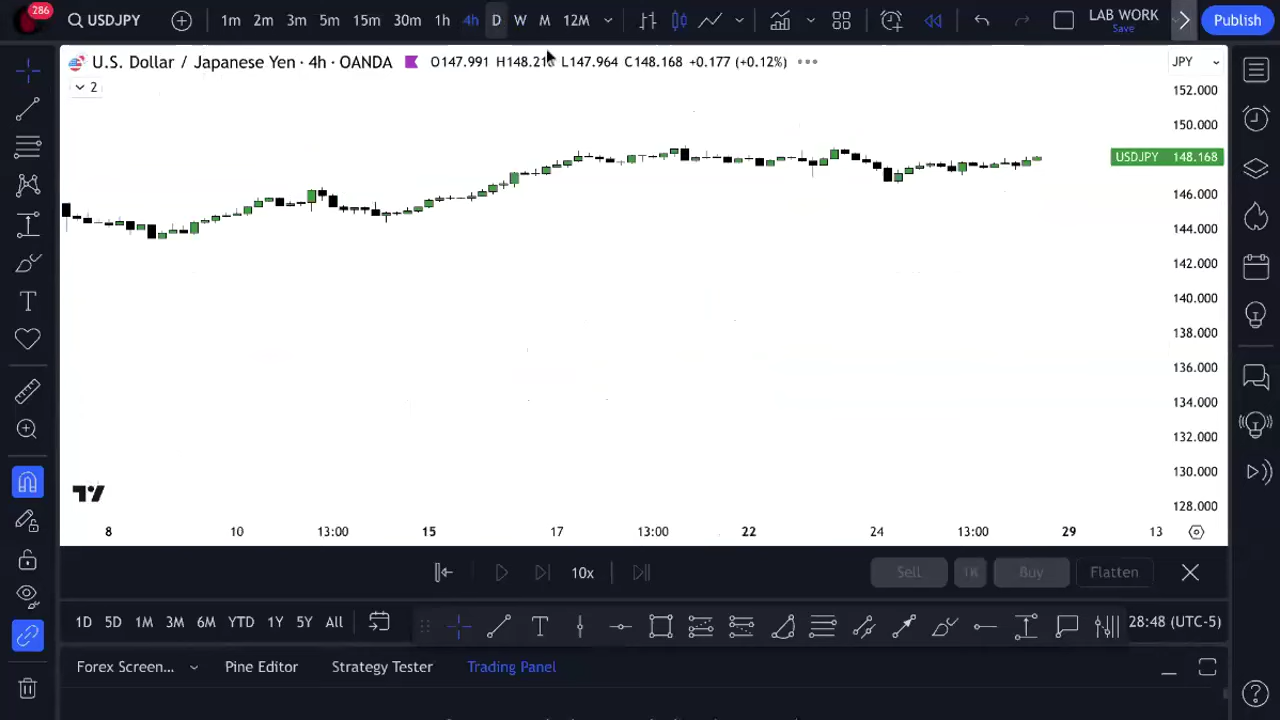 286
USDJPY
1m 2m 3m 5m 15m 30m 1h 4h D W M 12M
LAB WORK
Save
Publish
U.S. Dollar / Japanese Yen · 4h · OANDA
O147.991 L147.964 C148.168 +0.177 (+0.12%)
2
JPY
152.000
150.000
USDJPY 148.168
146.000
144.000
142.000
140.000
138.000
136.000
134.000
132.000
130.000
128.000
8 10 13:00 15 17 13:00 22 24 13:00 29 13
10x
Sell 1K Buy Flatten
1D 5D 1M 3M 6M YTD 1Y 5Y All
28:48 (UTC-5)
Forex Screen... Pine Editor Strategy Tester Trading Panel